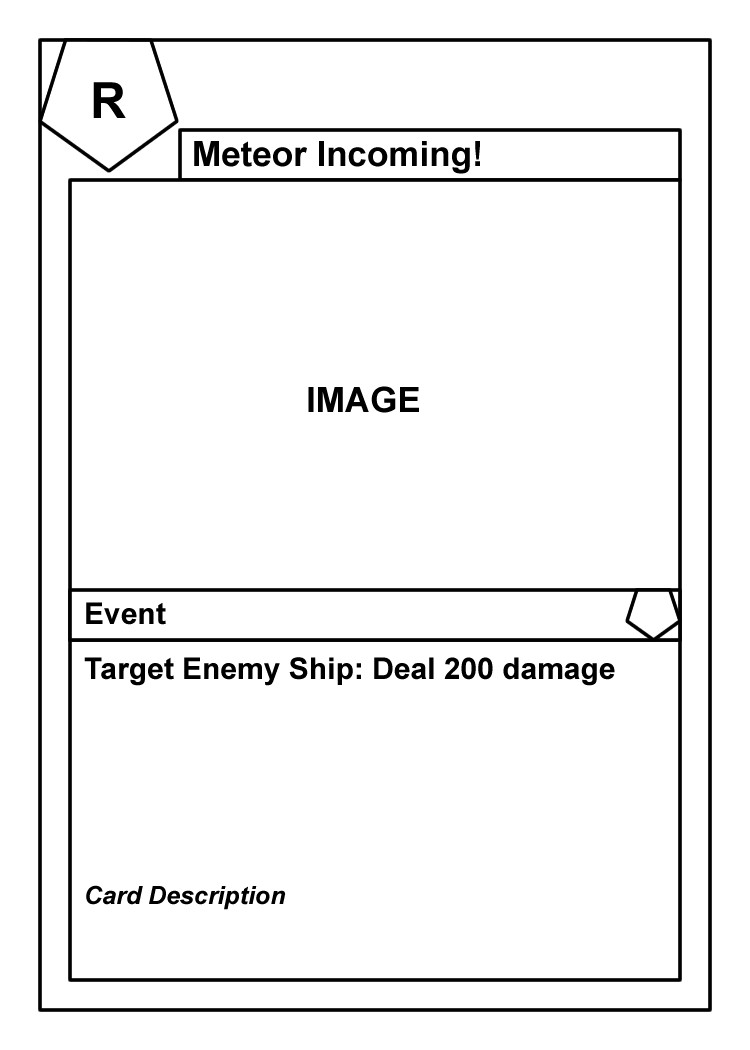 R
Meteor Incoming!
IMAGE
Event
Target Enemy Ship: Deal 200 damage
Card Description